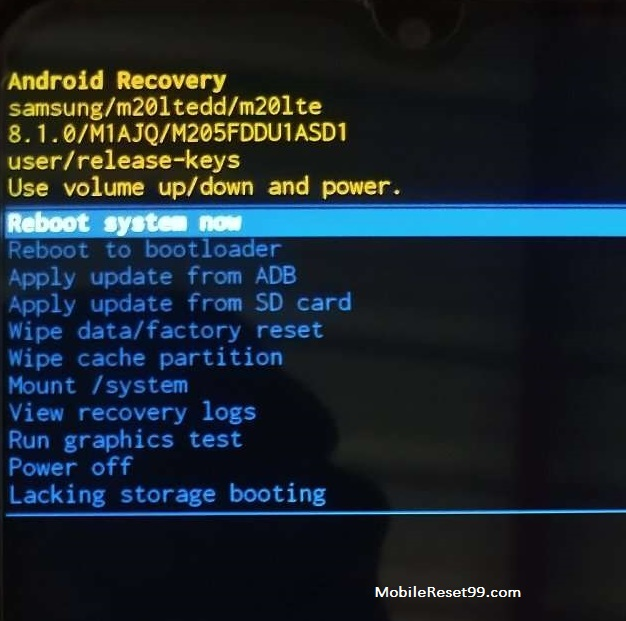 Android Recovery
samsung/m20ltedd/m20lte
8.1.0/M1AJQ/M205FDDU1ASD1
user/release-keys
Use volume up/down and power.
Reboot system now
Reboot to bootloader
Apply update from ADB
Apply update from SD card
Wipe data/factory reset
Wipe cache partition
Mount /system
View recovery logs
Run graphics test
Power off
Lacking storage booting
MobileReset99.com